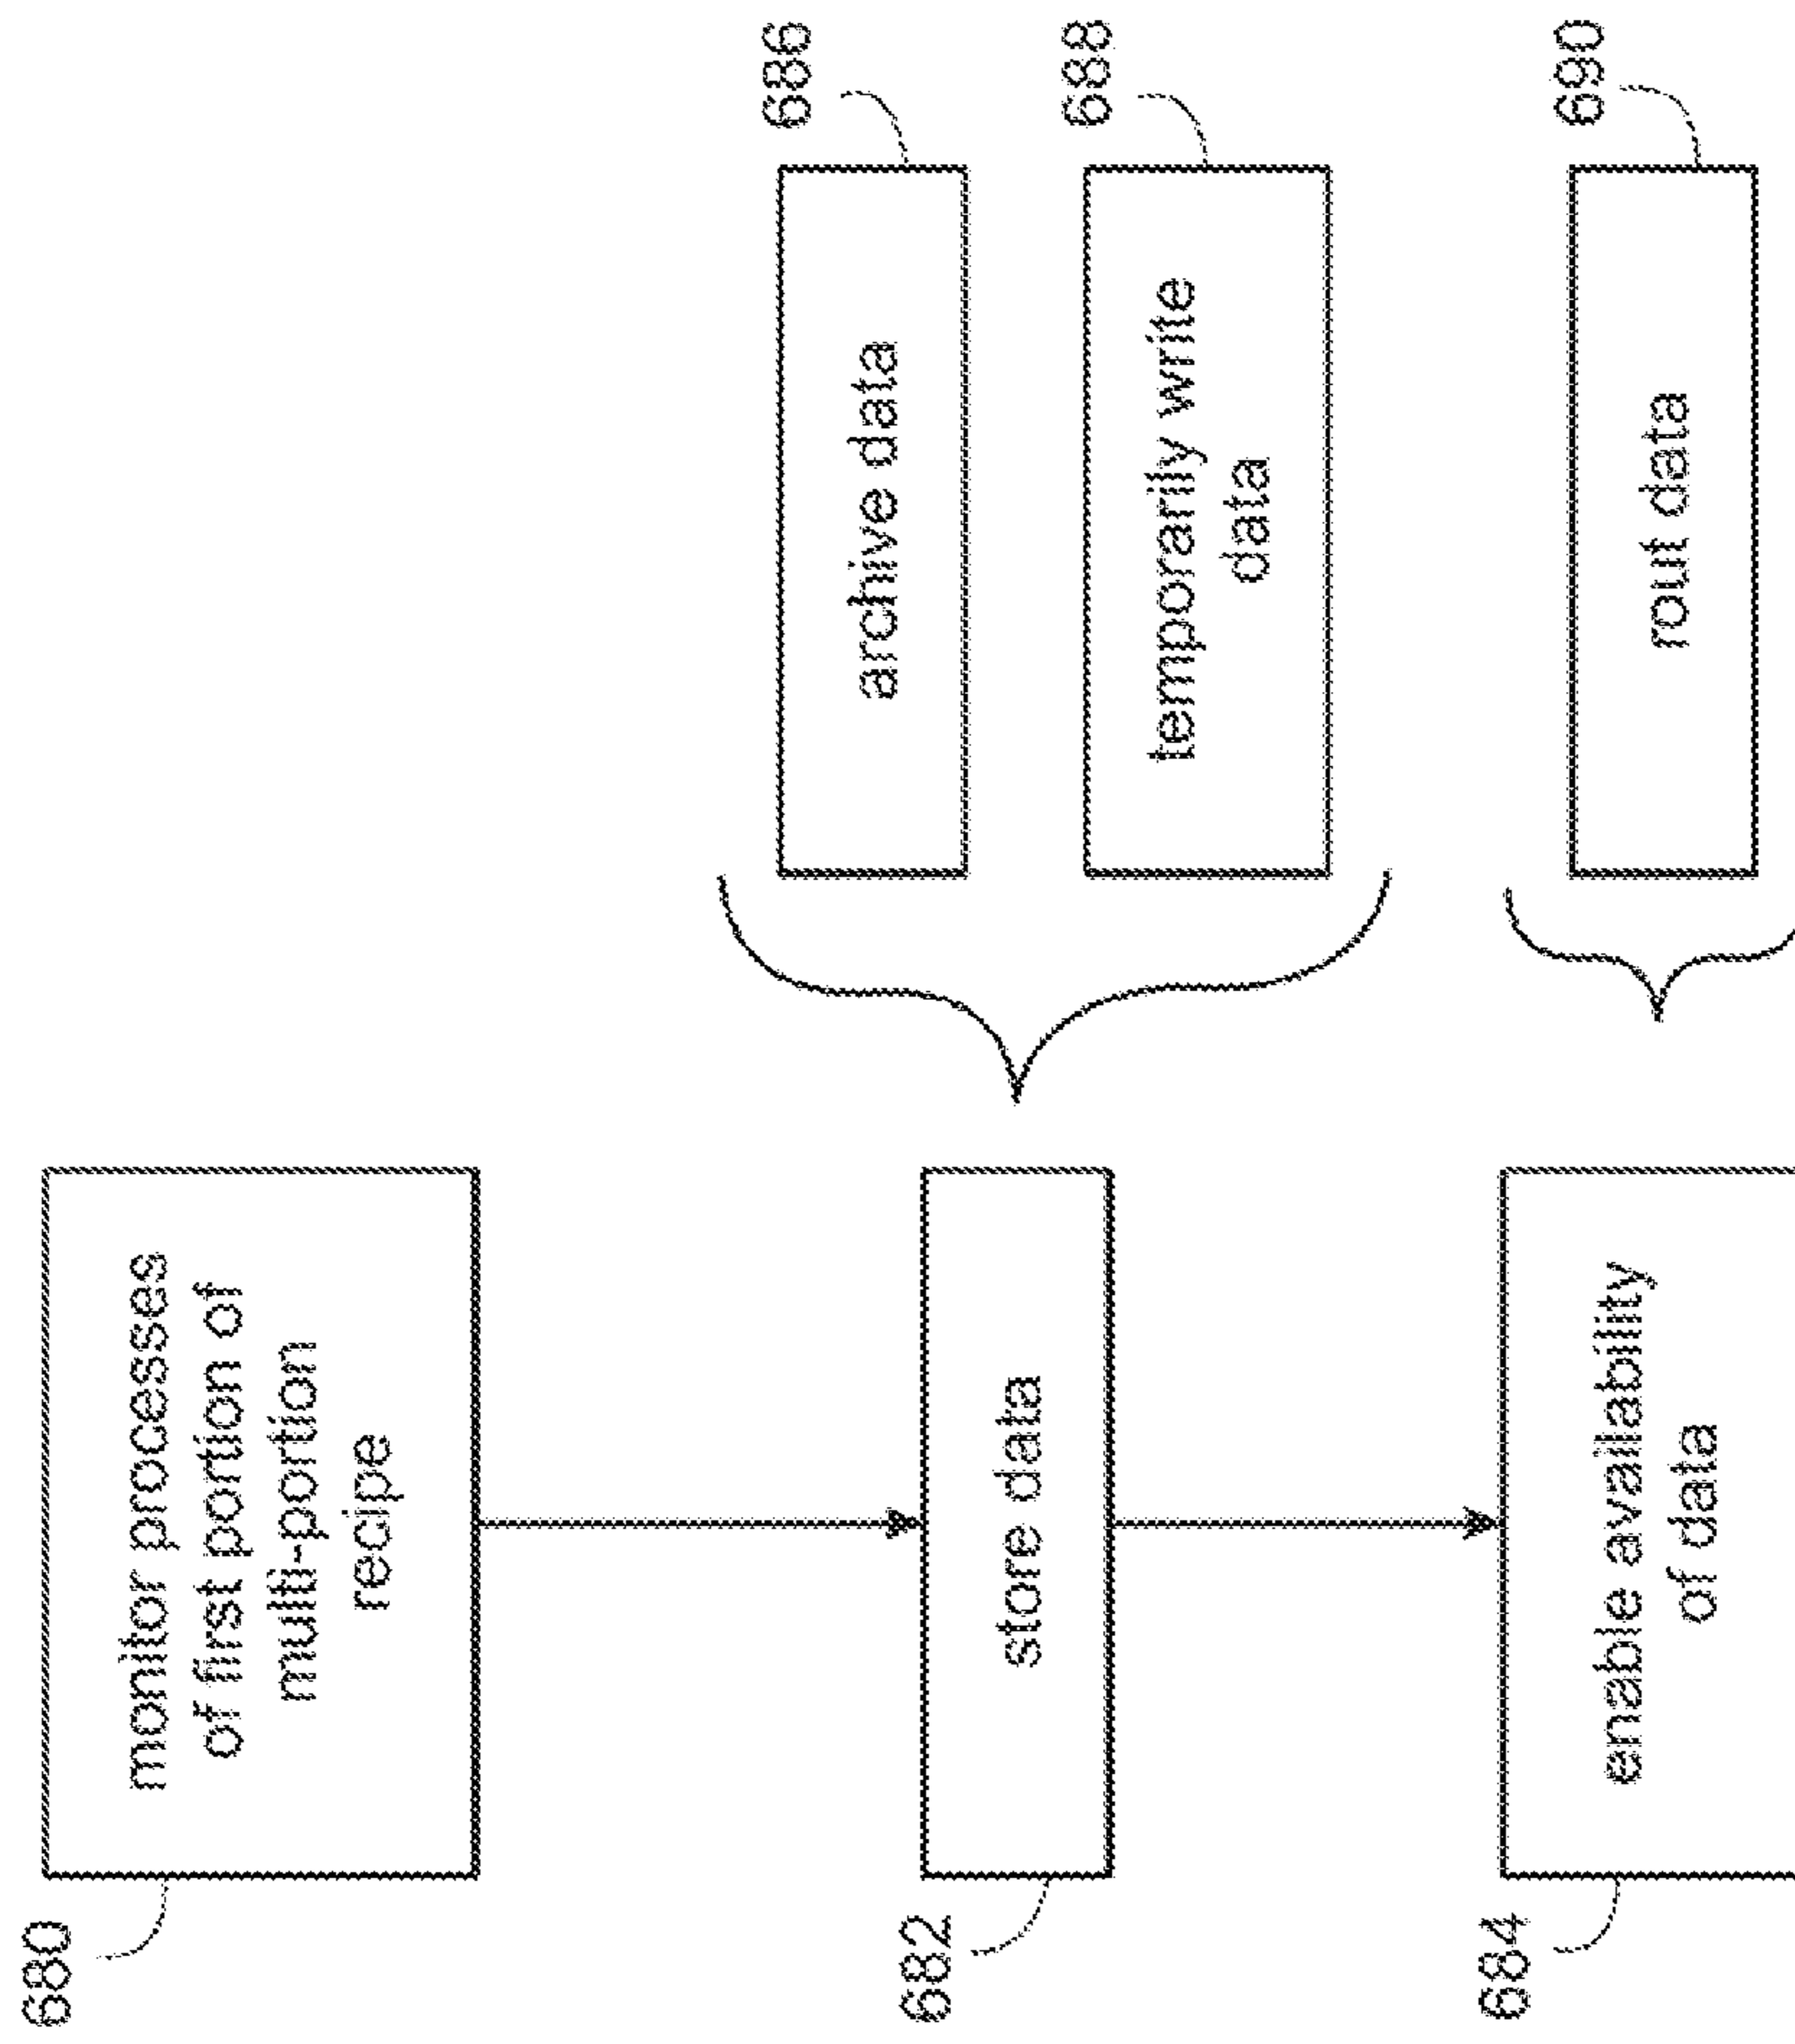 680
monitor processes
of first portion of
multi-portion
recipe
682
store data
684
enable availability
of data
archive data
686
temporarily write
data
688
rout data
690